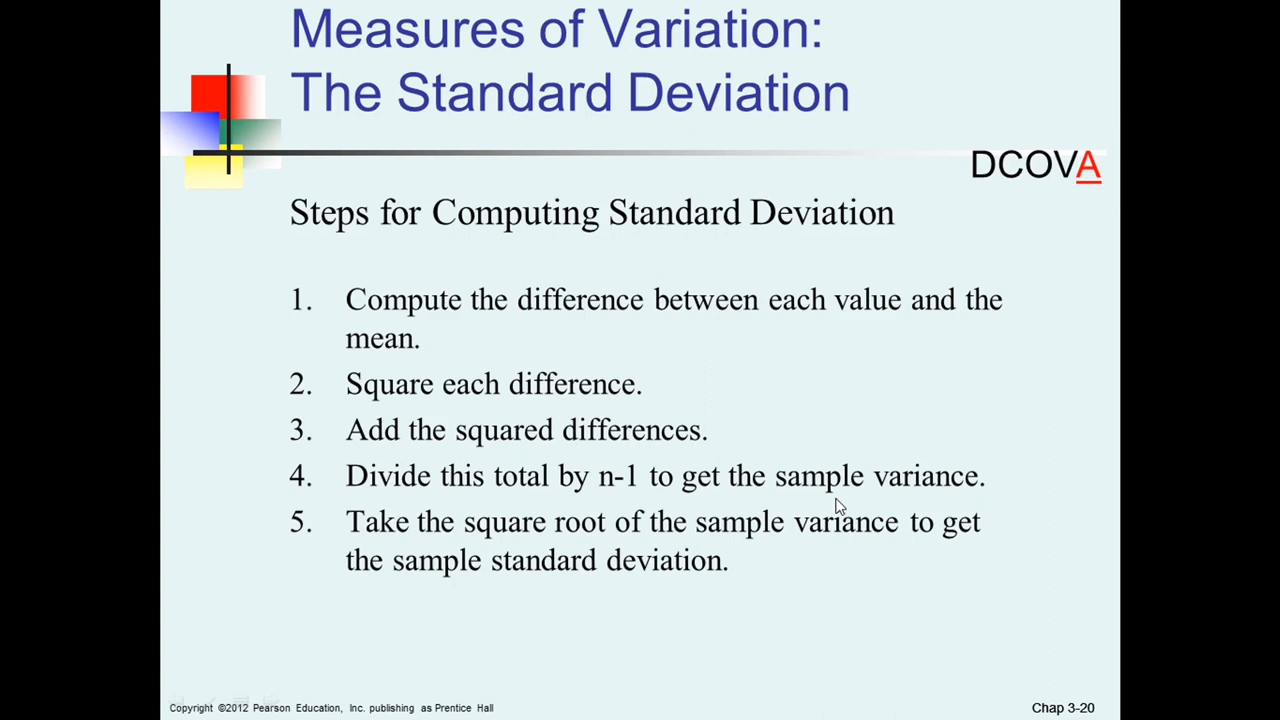 Measures of Variation:
The Standard Deviation
DCOVA
Steps for Computing Standard Deviation
1. Compute the difference between each value and the
mean.
2. Square each difference.
3. Add the squared differences.
4. Divide this total by n-1 to get the sample variance.
5. Take the square root of the sample variance to get
the sample standard deviation.
Copyright ©2012 Pearson Education, Inc. publishing as Prentice Hall
Chap 3-20